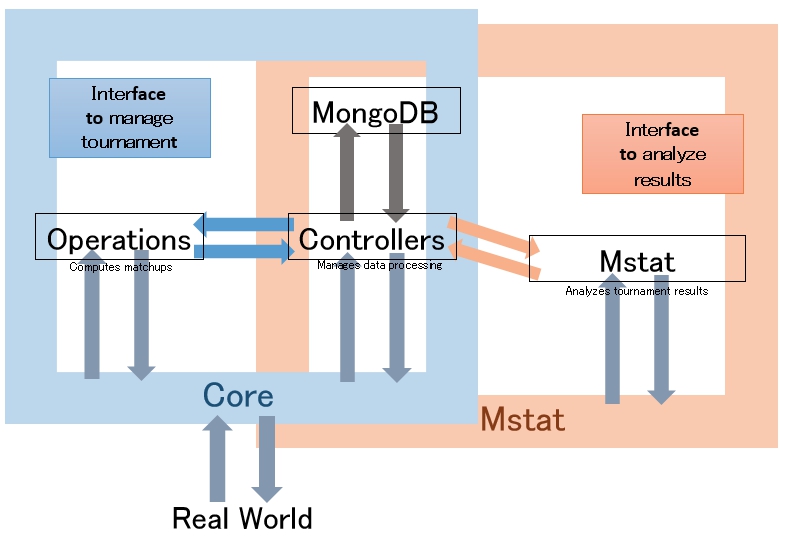 Interface
to manage
tournament
MongoDB
Interface
to analyze
results
Operations
Computes matchups
Controllers
Manages data processing
Mstat
Analyzes tournament results
Core
Mstat
Real World